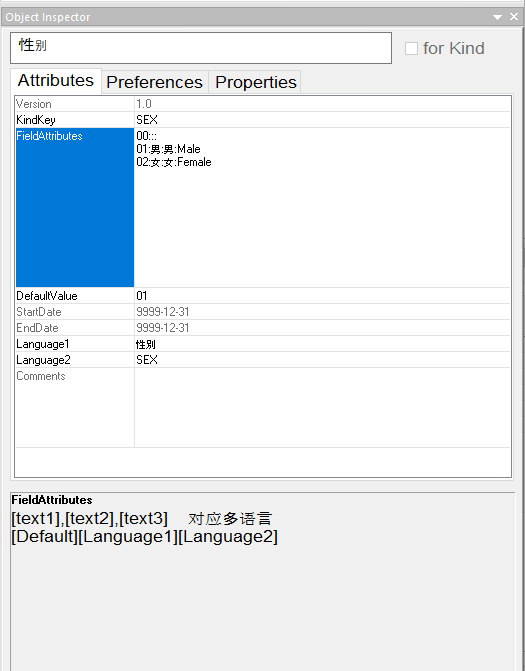 Object Inspector
性别
for Kind
Attributes Preferences Properties
Version 1.0
KindKey SEX
FieldAttributes 00:::
01:男:男:Male
02:女:女:Female
DefaultValue 01
StartDate 9999-12-31
EndDate 9999-12-31
Language1 性别
Language2 SEX
Comments
FieldAttributes
[text1],[text2],[text3] 对应多语言
[Default][Language1][Language2]